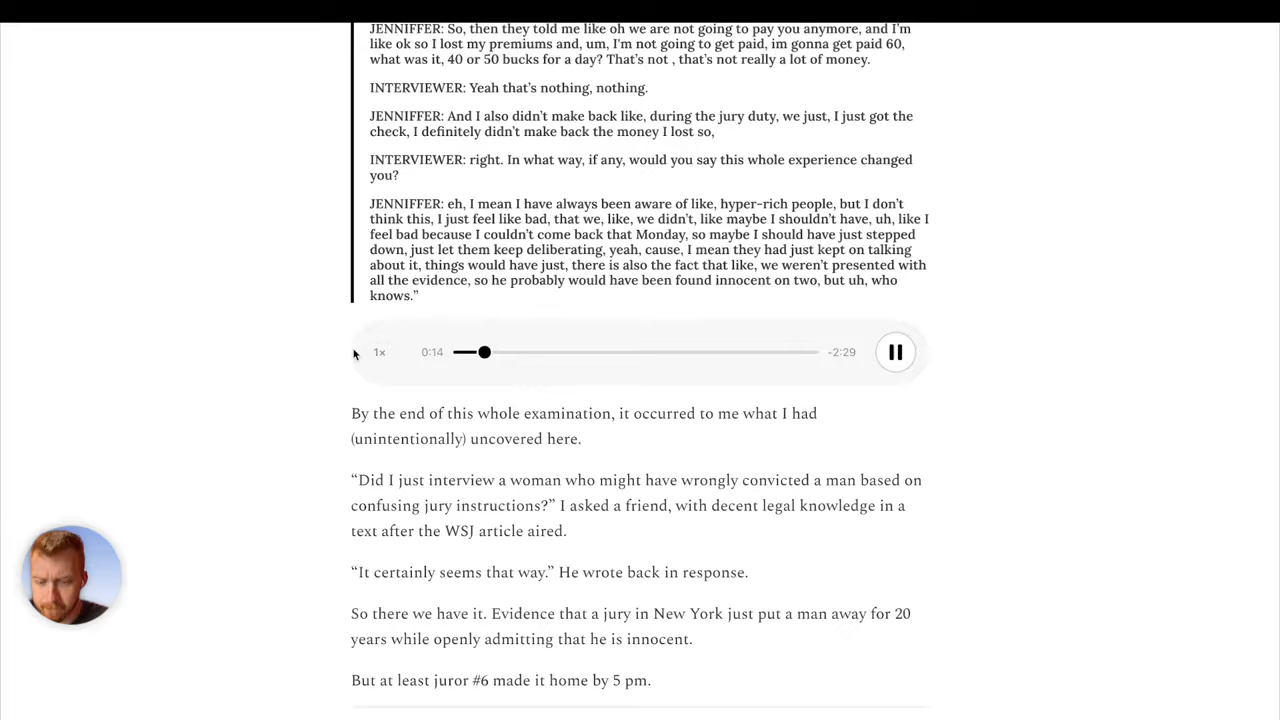 JENNIFFER: So, then they told me like oh we are not going to pay you anymore, and I'm
like ok so I lost my premiums and, um, I'm not going to get paid, im gonna get paid 60,
what was it, 40 or 50 bucks for a day? That's not , that's not really a lot of money.
INTERVIEWER: Yeah that's nothing, nothing.
JENNIFFER: And I also didn't make back like, during the jury duty, we just, I just got the
check, I definitely didn't make back the money I lost so,
INTERVIEWER: right. In what way, if any, would you say this whole experience changed
you?
JENNIFFER: eh, I mean I have always been aware of like, hyper-rich people, but I don't
think this, I just feel like bad, that we, like, we didn't, like maybe I shouldn't have, uh, like I
feel bad because I couldn't come back that Monday, so maybe I should have just stepped
down, just let them keep deliberating, yeah, cause, I mean they had just kept on talking
about it, things would have just, there is also the fact that like, we weren't presented with
all the evidence, so he probably would have been found innocent on two, but uh, who
knows.”
1×
0:14
-2:29
By the end of this whole examination, it occurred to me what I had
(unintentionally) uncovered here.
“Did I just interview a woman who might have wrongly convicted a man based on
confusing jury instructions?” I asked a friend, with decent legal knowledge in a
text after the WSJ article aired.
“It certainly seems that way.” He wrote back in response.
So there we have it. Evidence that a jury in New York just put a man away for 20
years while openly admitting that he is innocent.
But at least juror #6 made it home by 5 pm.